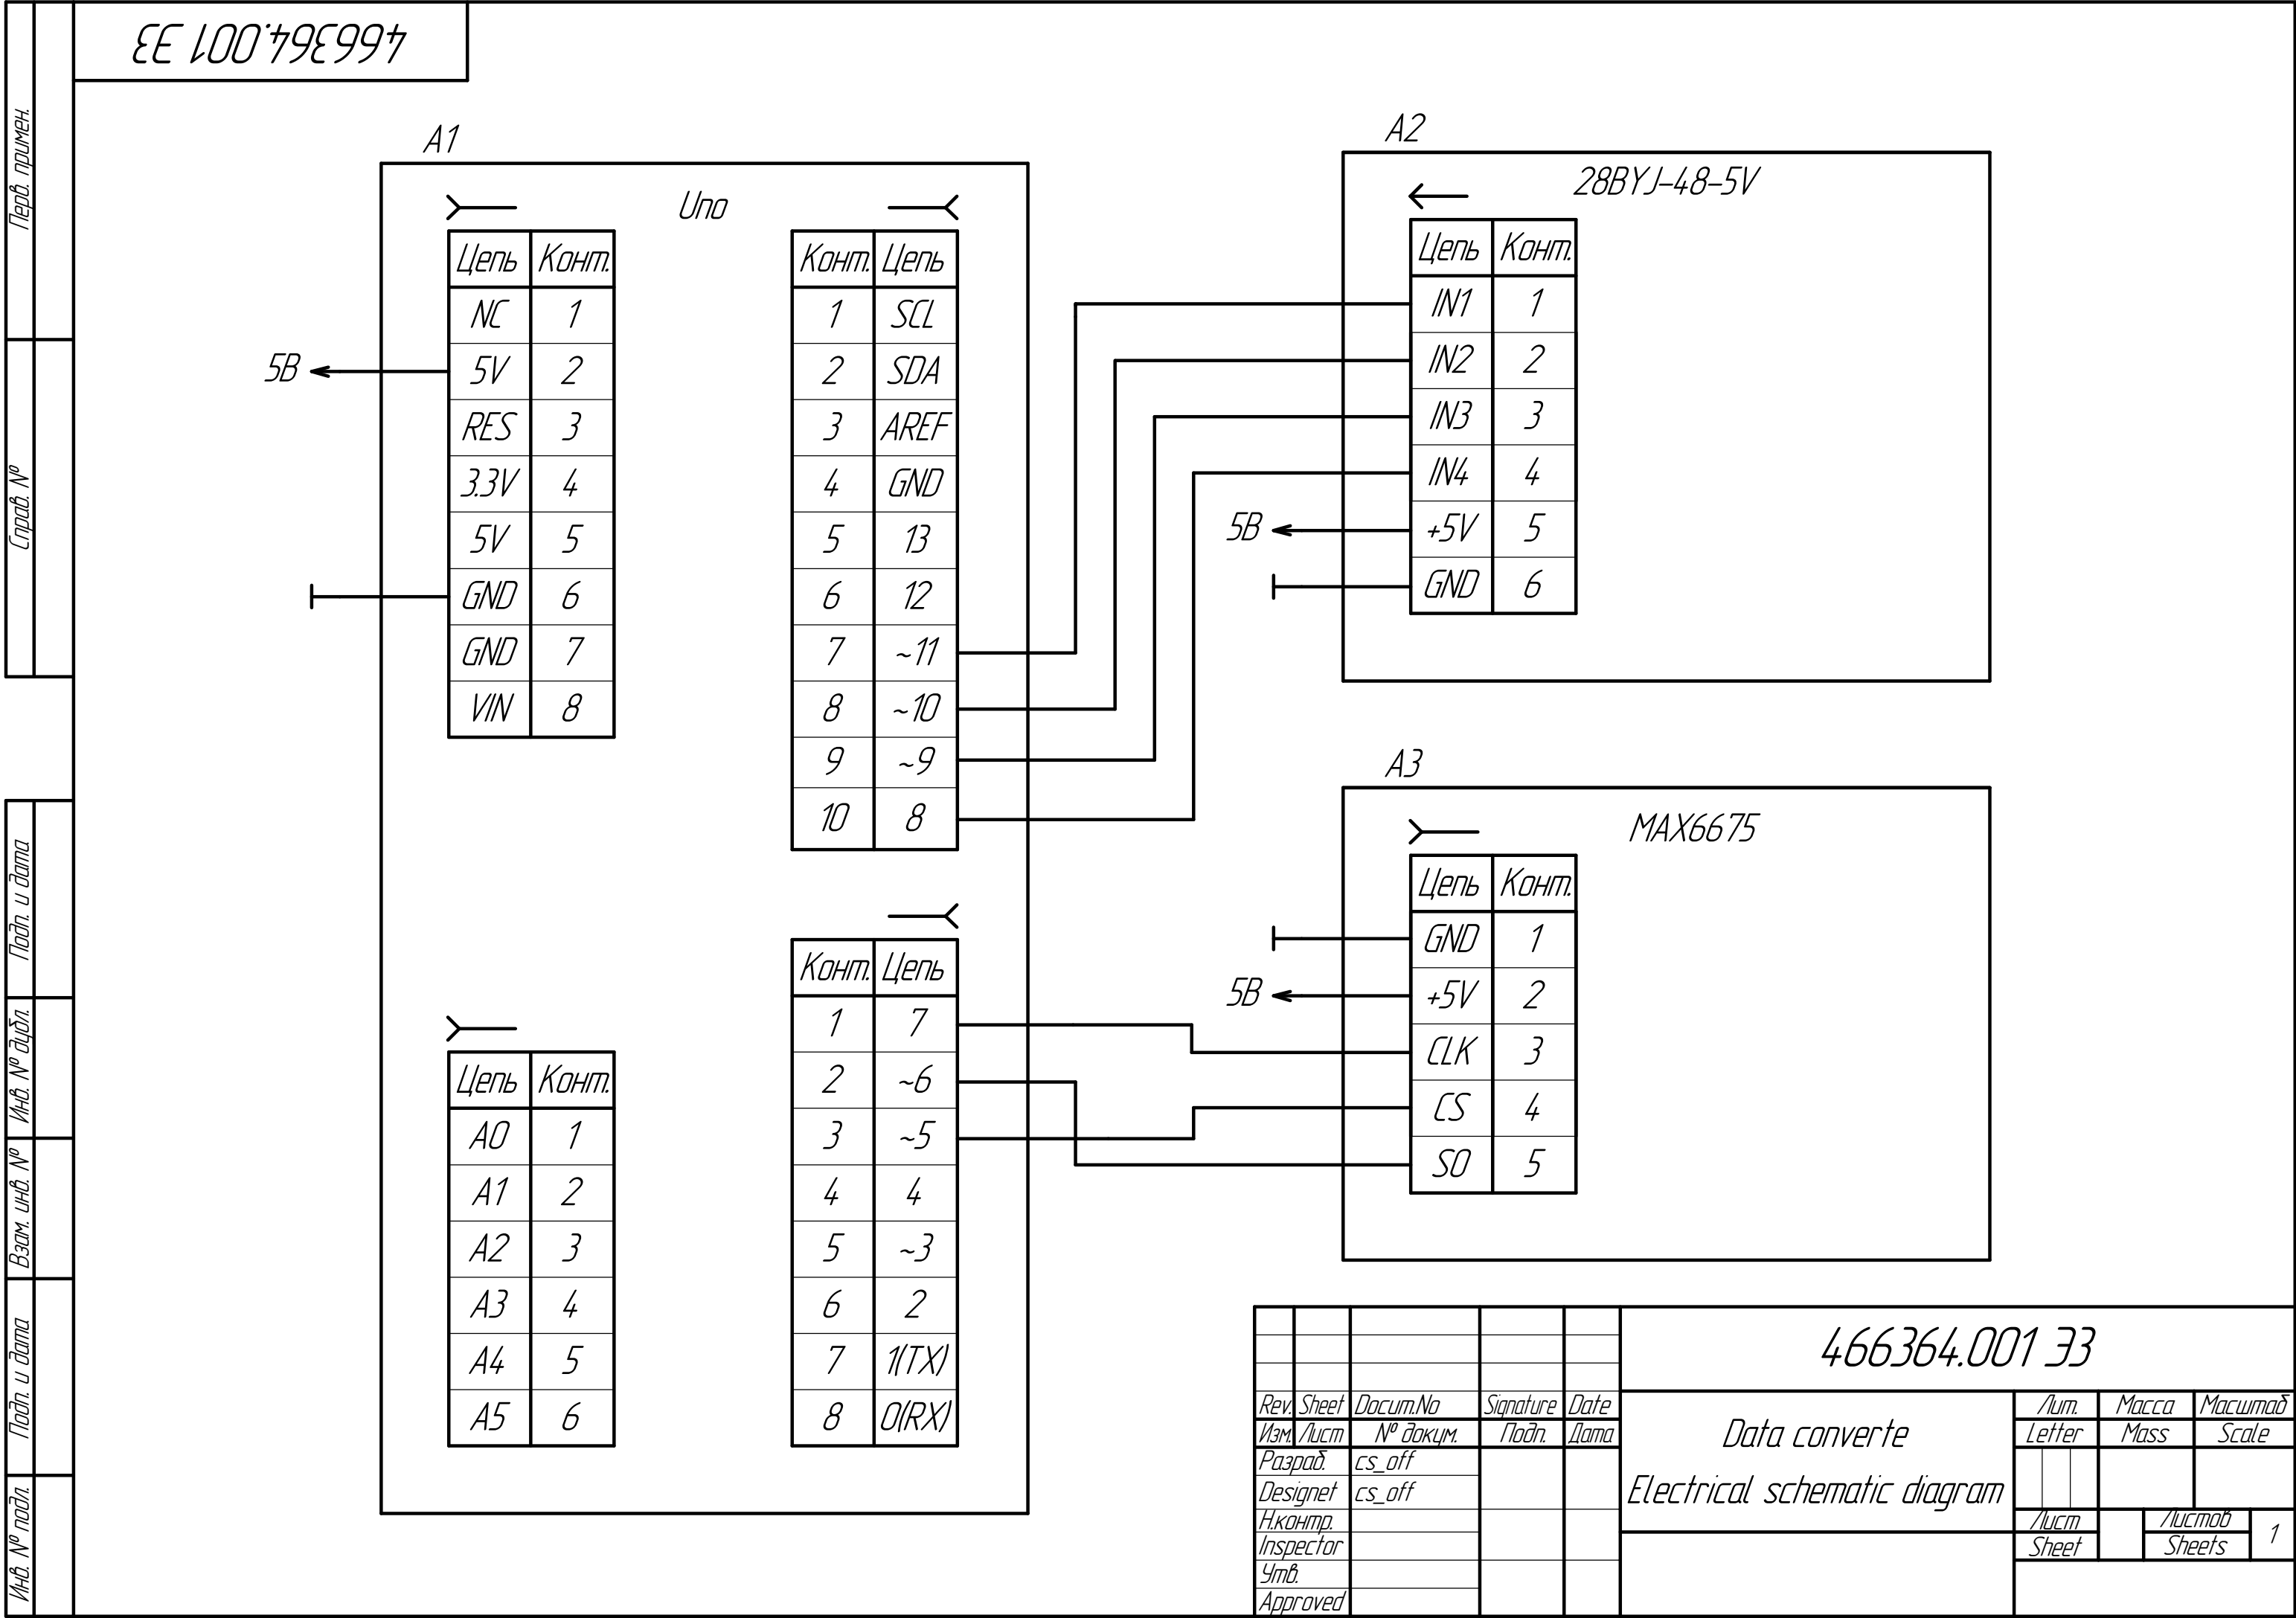 466364.001 ЭЗ
Перв. примен.
Справ. №
Подп. и дата
Инв. № дубл.
Взам. инв. №
Подп. и дата
Инв. № подл.
A1
Uno
Цепь Конт.
NC 1
5V 2
RES 3
3.3V 4
5V 5
GND 6
GND 7
VIN 8
5В
Конт. Цепь
1 SCL
2 SDA
3 AREF
4 GND
5 13
6 12
7 ~11
8 ~10
9 ~9
10 8
Цепь Конт.
A0 1
A1 2
A2 3
A3 4
A4 5
A5 6
Конт. Цепь
1 7
2 ~6
3 ~5
4 4
5 ~3
6 2
7 1(TX)
8 0(RX)
A2
28BYJ-48-5V
Цепь Конт.
IN1 1
IN2 2
IN3 3
IN4 4
5В +5V 5
GND 6
A3
MAX6675
Цепь Конт.
GND 1
5В +5V 2
CLK 3
CS 4
SO 5
466364.001 ЭЗ
Rev. Sheet Docum.No Signature Date
Изм. Лист № докум. Подп. Дата
Разраб. cs_off
Designet cs_off
Н.контр.
Inspector
Утв.
Approved
Data converte
Electrical schematic diagram
Лит. Масса Масштаб
Letter Mass Scale
Лист Листов 1
Sheet Sheets